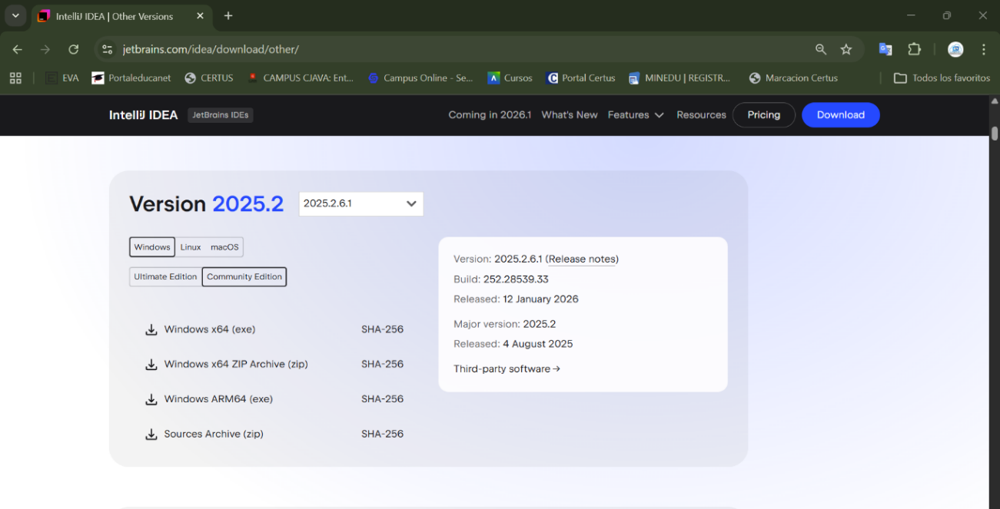 IntelliJ IDEA | Other Versions
jetbrains.com/idea/download/other/
EVA Portaleducanet CERTUS CAMPUS CJAVA: Ent... Campus Online - Se... Cursos Portal Certus MINEDU | REGISTR... Marcacion Certus Todos los favoritos
IntelliJ IDEA JetBrains IDEs Coming in 2026.1 What's New Features Resources Pricing Download
Version 2025.2 2025.2.6.1
Windows Linux macOS
Ultimate Edition Community Edition
Windows x64 (exe) SHA-256
Windows x64 ZIP Archive (zip) SHA-256
Windows ARM64 (exe) SHA-256
Sources Archive (zip) SHA-256
Version: 2025.2.6.1 (Release notes)
Build: 252.28539.33
Released: 12 January 2026
Major version: 2025.2
Released: 4 August 2025
Third-party software →